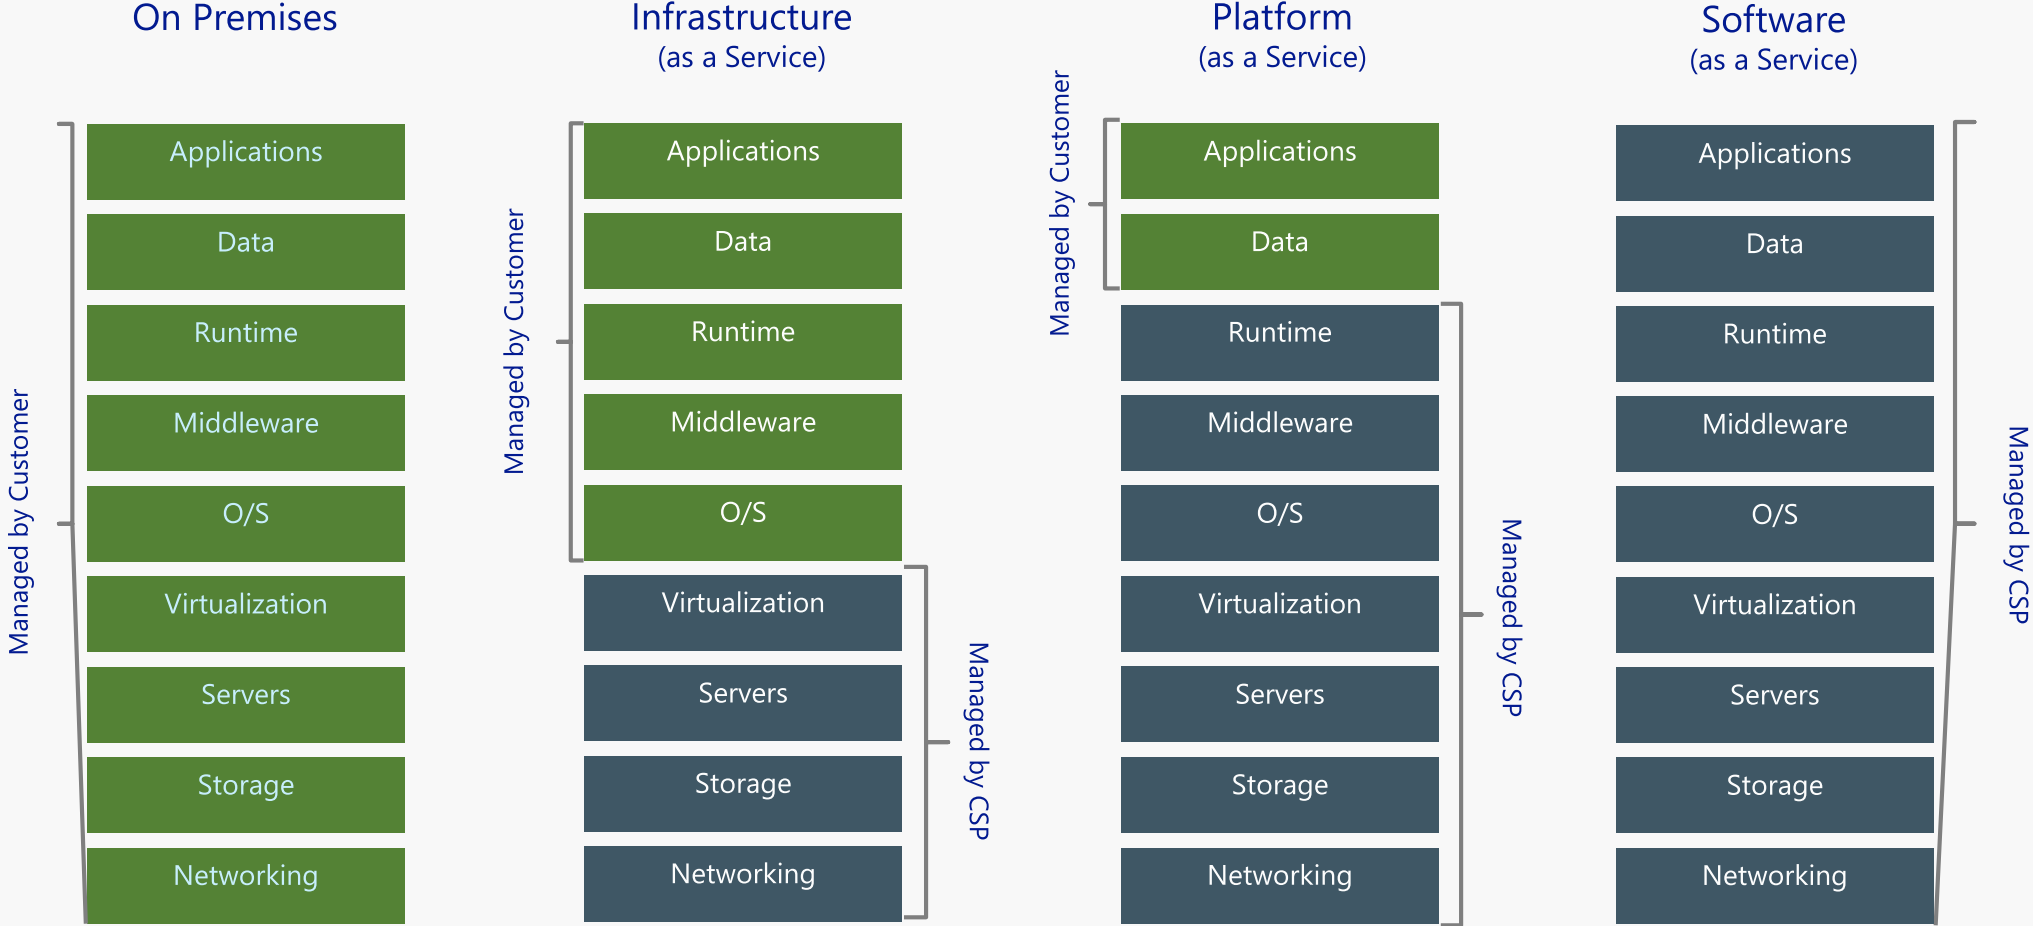 On Premises
Managed by Customer
Applications
Data
Runtime
Middleware
O/S
Virtualization
Servers
Storage
Networking
Infrastructure
(as a Service)
Managed by Customer
Applications
Data
Runtime
Middleware
O/S
Virtualization
Servers
Storage
Networking
Managed by CSP
Platform
(as a Service)
Managed by Customer
Applications
Data
Runtime
Middleware
O/S
Virtualization
Servers
Storage
Networking
Managed by CSP
Software
(as a Service)
Applications
Data
Runtime
Middleware
O/S
Virtualization
Servers
Storage
Networking
Managed by CSP